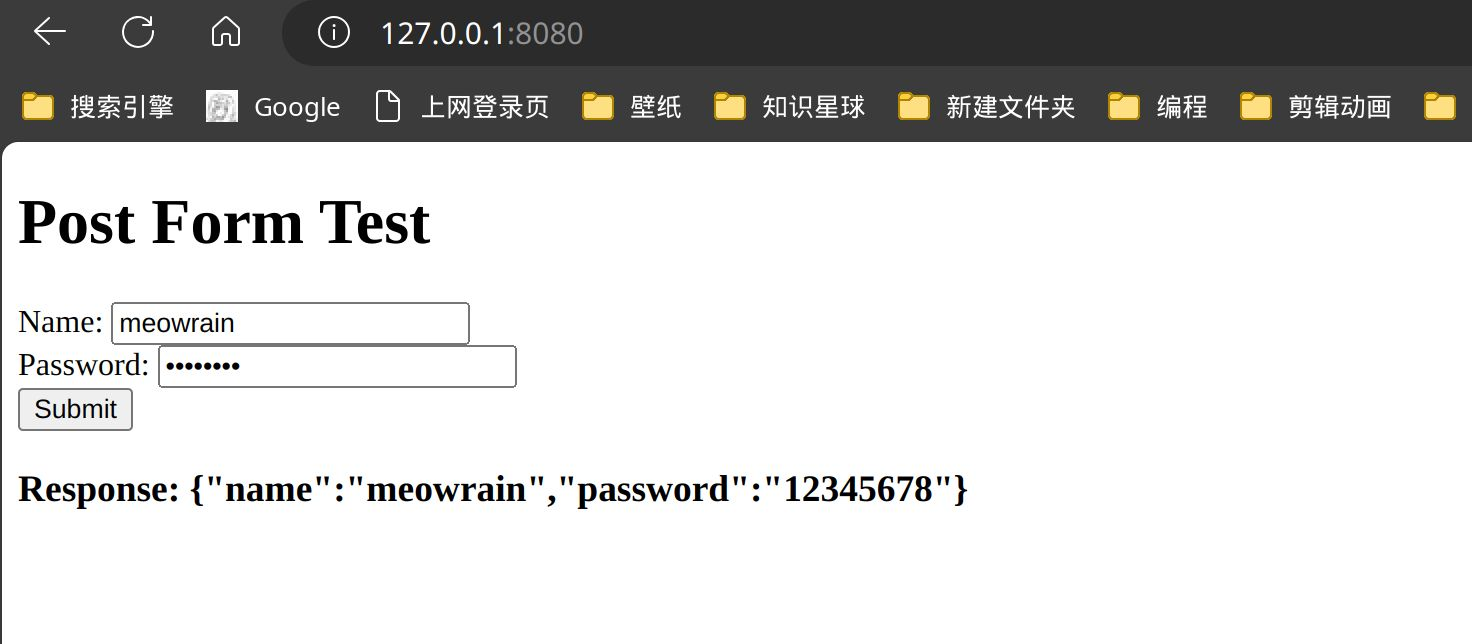 127.0.0.1:8080
搜索引擎 Google 上网登录页 壁纸 知识星球 新建文件夹 编程 剪辑动画
Post Form Test
Name: meowrain
Password: ••••••••
Submit
Response: {"name":"meowrain","password":"12345678"}